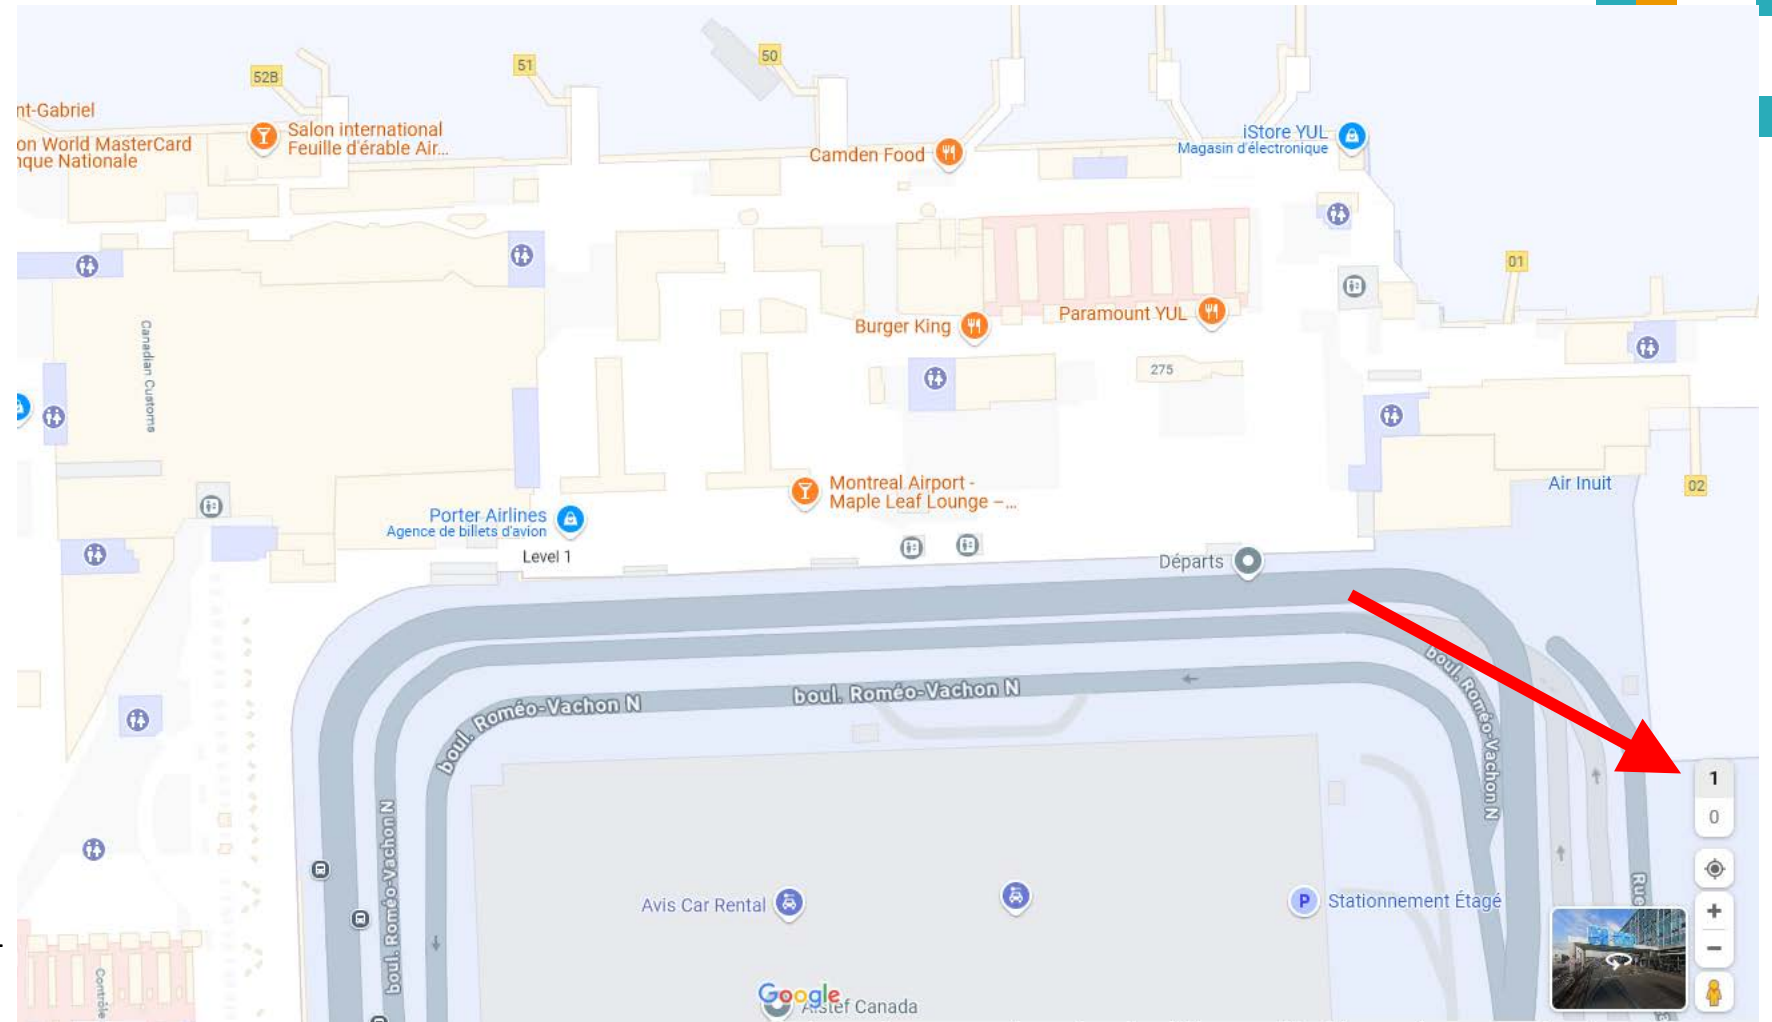 50
51
52B
nt-Gabriel
Salon international
Feuille d'érable Air...
on World MasterCard
nque Nationale
Camden Food
iStore YUL
Magasin d'électronique
01
Burger King
Paramount YUL
Canadian Customs
275
Montreal Airport -
Maple Leaf Lounge –...
Air Inuit
02
Porter Airlines
Agence de billets d'avion
Level 1
Départs
boul. Roméo-Vachon N
boul. Roméo-Vachon N
boul. Roméo-Vachon N
boul. Roméo-Vachon N
1
0
Avis Car Rental
P
Stationnement Étagé
Rue
+
−
Contrôle
Google
Alstef Canada